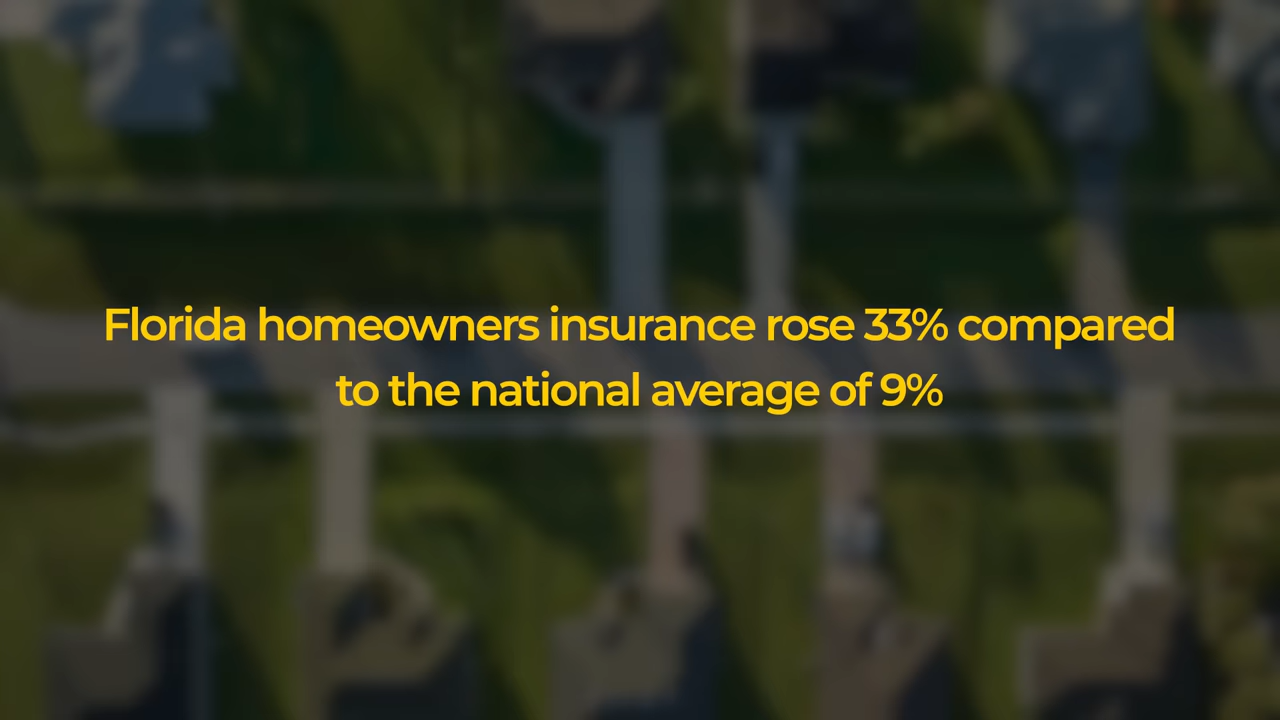 Florida homeowners insurance rose 33% compared
to the national average of 9%